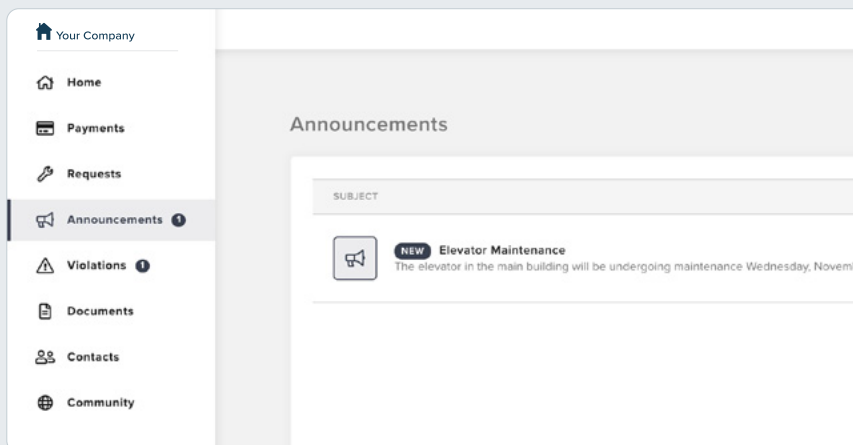 Your Company
Home
Payments
Requests
Announcements 1
Violations 1
Documents
Contacts
Community
Announcements
SUBJECT
NEW Elevator Maintenance
The elevator in the main building will be undergoing maintenance Wednesday,